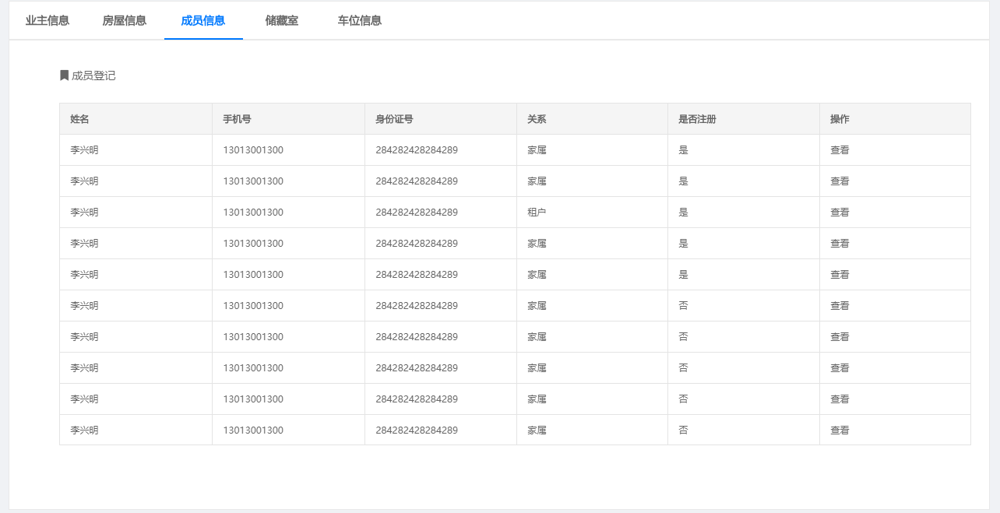 业主信息 房屋信息 成员信息 储藏室 车位信息
成员登记
姓名 手机号 身份证号 关系 是否注册 操作
李兴明 13013001300 284282428284289 家属 是 查看
李兴明 13013001300 284282428284289 家属 是 查看
李兴明 13013001300 284282428284289 租户 是 查看
李兴明 13013001300 284282428284289 家属 是 查看
李兴明 13013001300 284282428284289 家属 是 查看
李兴明 13013001300 284282428284289 家属 否 查看
李兴明 13013001300 284282428284289 家属 否 查看
李兴明 13013001300 284282428284289 家属 否 查看
李兴明 13013001300 284282428284289 家属 否 查看
李兴明 13013001300 284282428284289 家属 否 查看